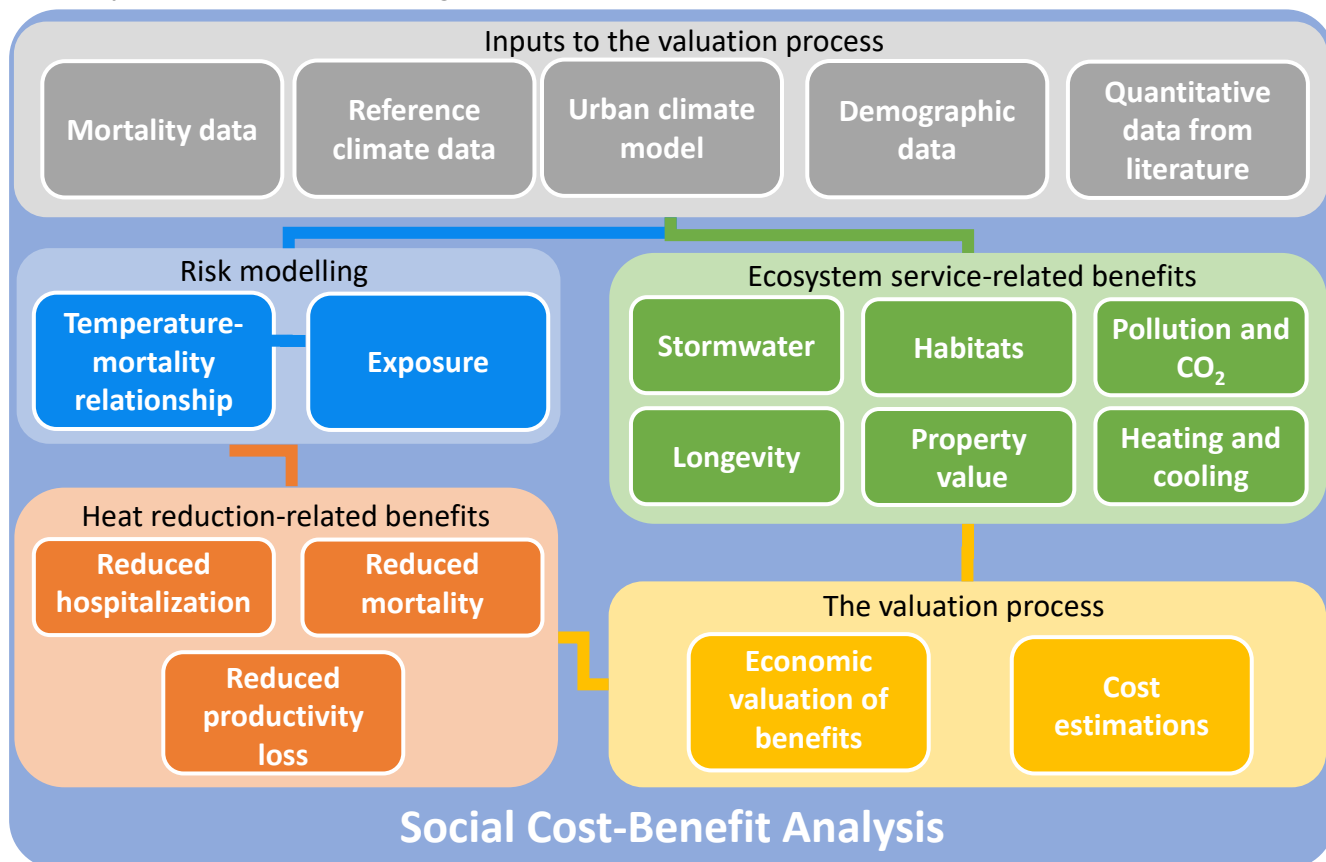 Inputs to the valuation process
Mortality data
Reference
climate data
Urban climate
model
Demographic
data
Quantitative
data from
literature
Risk modelling
Temperature-
mortality
relationship
Exposure
Ecosystem service-related benefits
Stormwater
Habitats
Pollution and
CO₂
Longevity
Property
value
Heating and
cooling
Heat reduction-related benefits
Reduced
hospitalization
Reduced
mortality
Reduced
productivity
loss
The valuation process
Economic
valuation of
benefits
Cost
estimations
Social Cost-Benefit Analysis